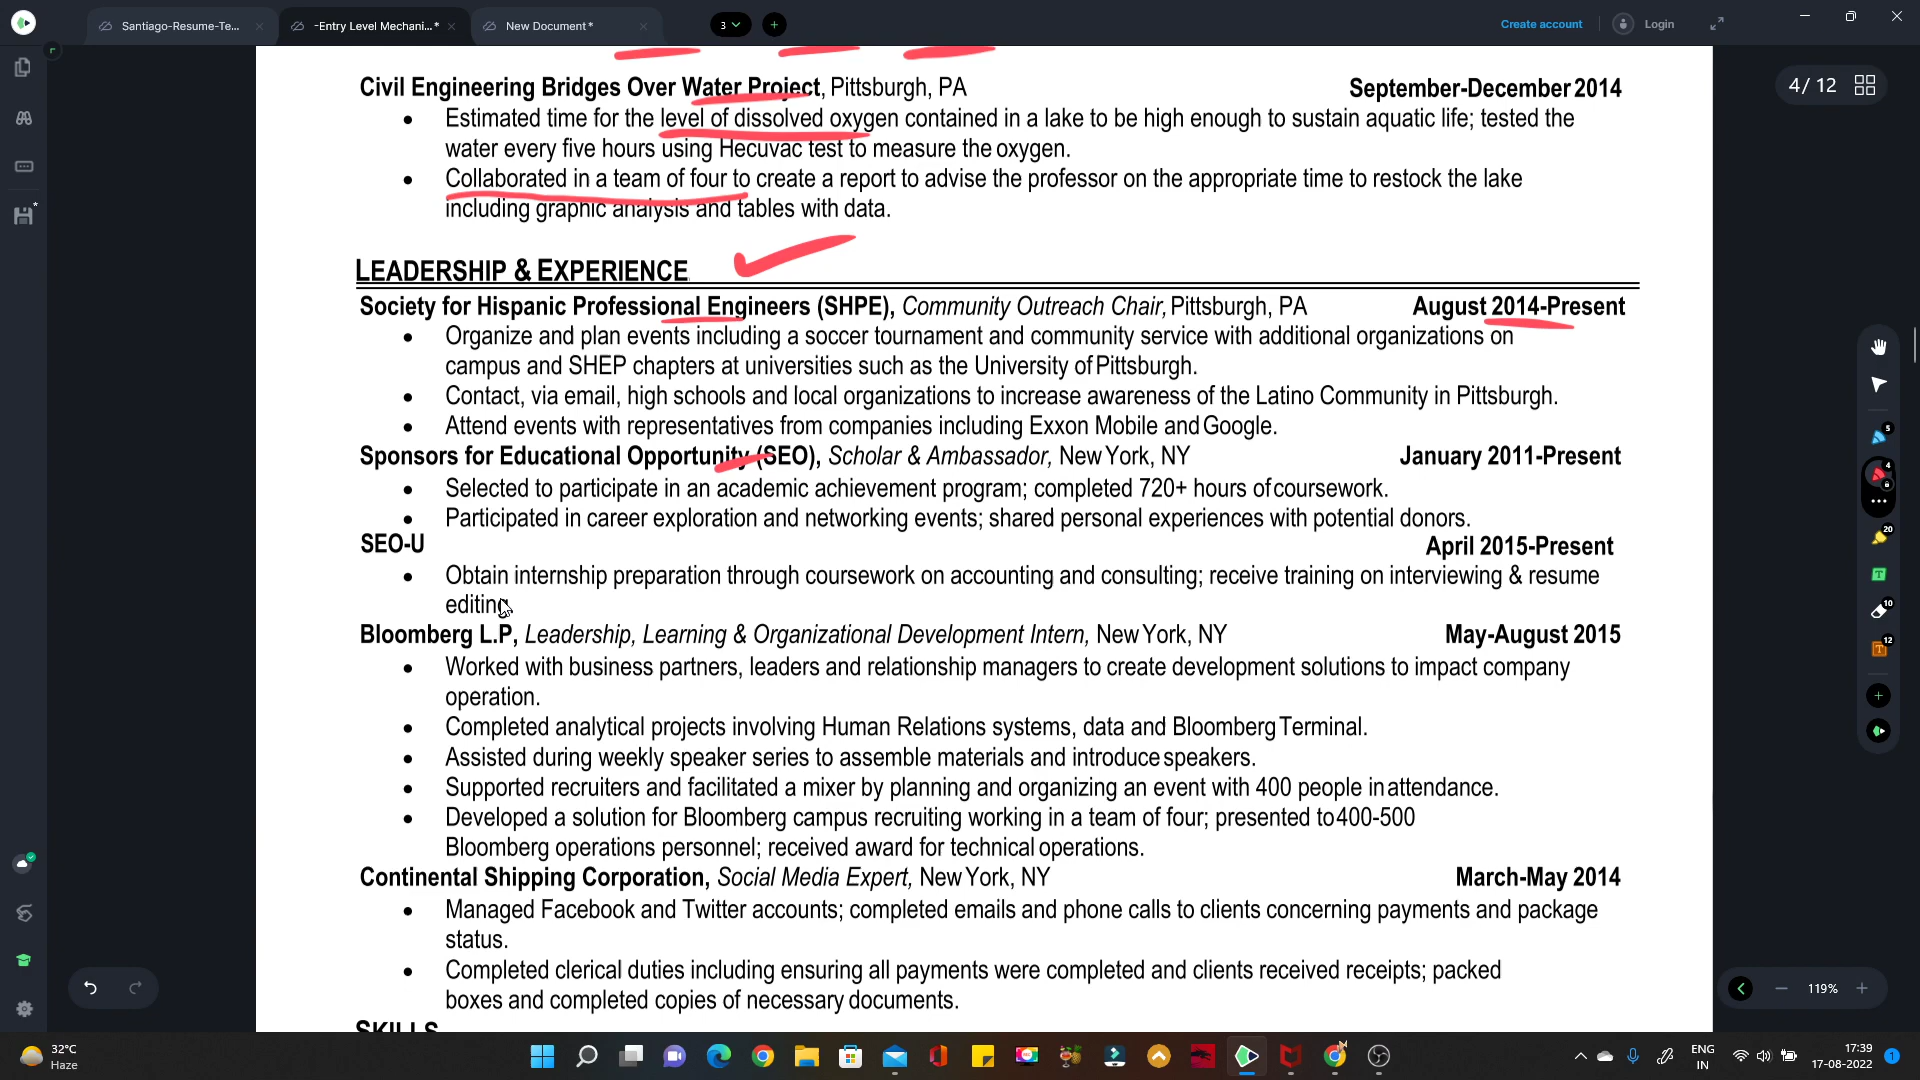 Santiago-Resume-Te...
-Entry Level Mechani...*
New Document*
3
Create account
Login
4/ 12
Civil Engineering Bridges Over Water Project, Pittsburgh, PA September-December 2014
Estimated time for the level of dissolved oxygen contained in a lake to be high enough to sustain aquatic life; tested the
water every five hours using Hecuvac test to measure the oxygen.
Collaborated in a team of four to create a report to advise the professor on the appropriate time to restock the lake
including graphic analysis and tables with data.
LEADERSHIP & EXPERIENCE
Society for Hispanic Professional Engineers (SHPE), Community Outreach Chair, Pittsburgh, PA August 2014-Present
Organize and plan events including a soccer tournament and community service with additional organizations on
campus and SHEP chapters at universities such as the University of Pittsburgh.
Contact, via email, high schools and local organizations to increase awareness of the Latino Community in Pittsburgh.
Attend events with representatives from companies including Exxon Mobile and Google.
Sponsors for Educational Opportunity (SEO), Scholar & Ambassador, New York, NY January 2011-Present
Selected to participate in an academic achievement program; completed 720+ hours of coursework.
Participated in career exploration and networking events; shared personal experiences with potential donors.
SEO-U April 2015-Present
Obtain internship preparation through coursework on accounting and consulting; receive training on interviewing & resume
editing.
Bloomberg L.P, Leadership, Learning & Organizational Development Intern, New York, NY May-August 2015
Worked with business partners, leaders and relationship managers to create development solutions to impact company
operation.
Completed analytical projects involving Human Relations systems, data and Bloomberg Terminal.
Assisted during weekly speaker series to assemble materials and introduce speakers.
Supported recruiters and facilitated a mixer by planning and organizing an event with 400 people in attendance.
Developed a solution for Bloomberg campus recruiting working in a team of four; presented to 400-500
Bloomberg operations personnel; received award for technical operations.
Continental Shipping Corporation, Social Media Expert, New York, NY March-May 2014
Managed Facebook and Twitter accounts; completed emails and phone calls to clients concerning payments and package
status.
Completed clerical duties including ensuring all payments were completed and clients received receipts; packed
boxes and completed copies of necessary documents.
SKILLS
5
4
20
10
12
119%
32°C
Haze
ENG
IN
17:39
17-08-2022
1